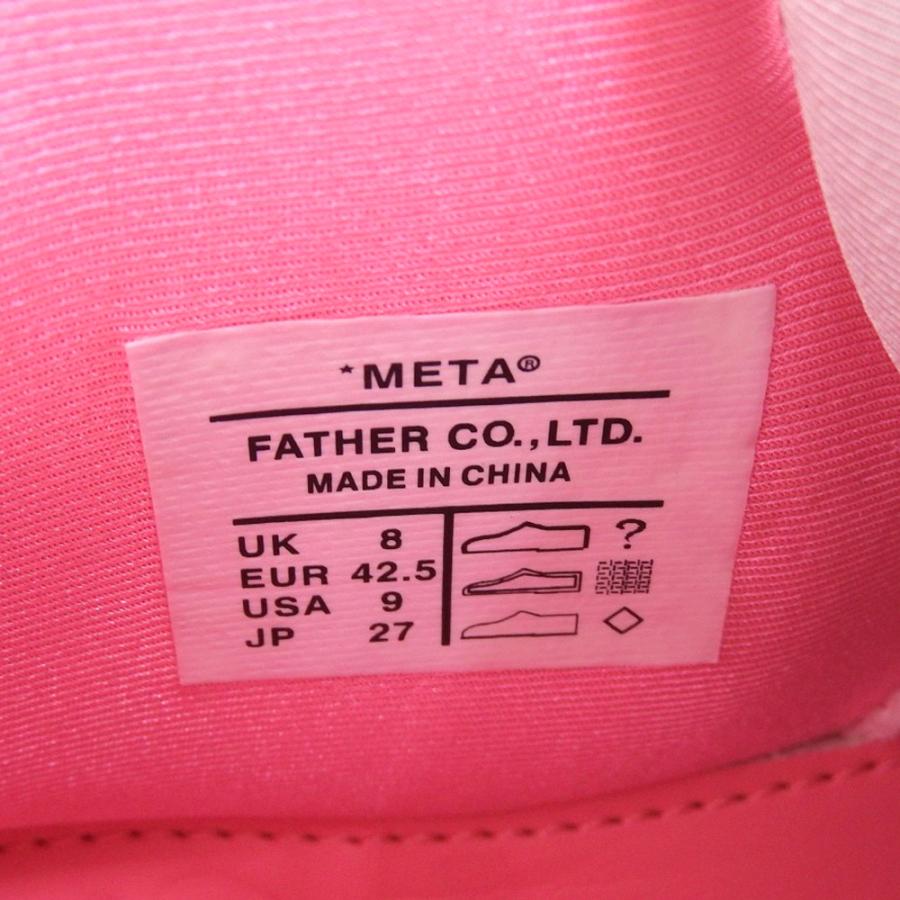 *META®
FATHER CO.,LTD.
MADE IN CHINA
UK 8
EUR 42.5
USA 9
JP 27
?